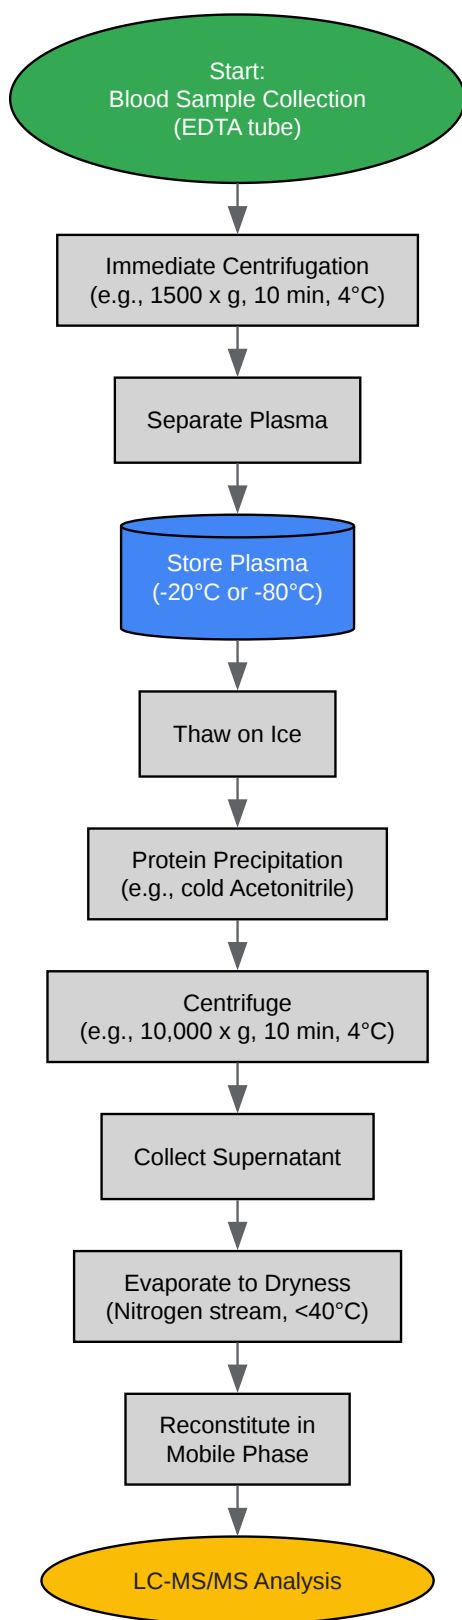 Start:
Blood Sample Collection
(EDTA tube)
Immediate Centrifugation
(e.g., 1500 x g, 10 min, 4°C)
Separate Plasma
Store Plasma
(-20°C or -80°C)
Thaw on Ice
Protein Precipitation
(e.g., cold Acetonitrile)
Centrifuge
(e.g., 10,000 x g, 10 min, 4°C)
Collect Supernatant
Evaporate to Dryness
(Nitrogen stream, <40°C)
Reconstitute in
Mobile Phase
LC-MS/MS Analysis